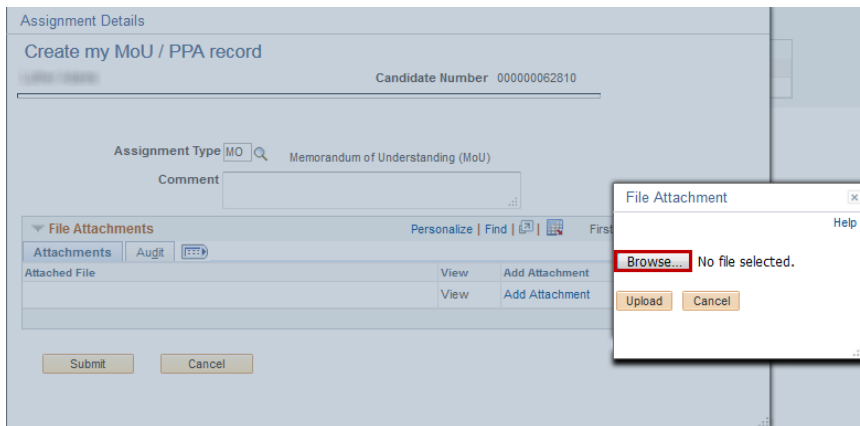 Assignment Details
Create my MoU / PPA record
Candidate Number 000000062810
Assignment Type MO Memorandum of Understanding (MoU)
Comment
File Attachments Personalize | Find | | First
Attachments Audit
Attached File View Add Attachment
View Add Attachment
Submit Cancel
File Attachment x
Help
Browse... No file selected.
Upload Cancel